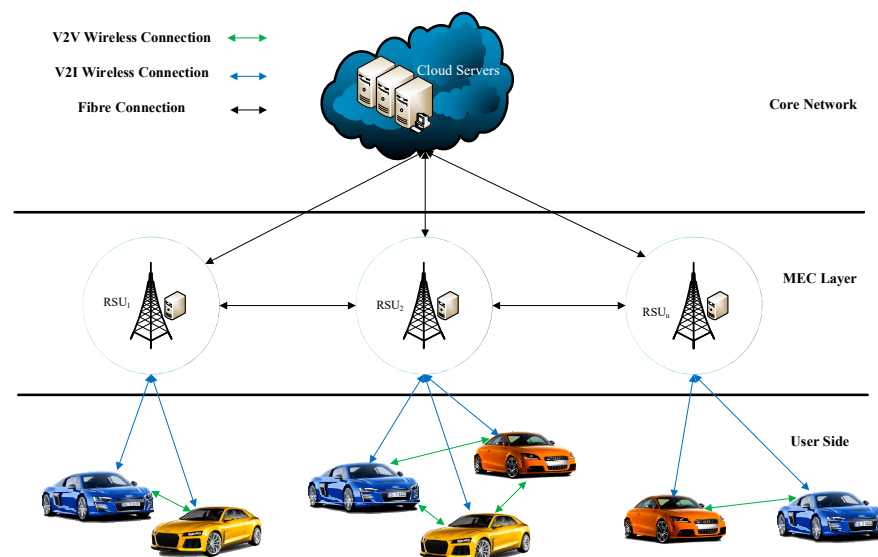 V2V Wireless Connection
V2I Wireless Connection
Fibre Connection
Cloud Servers
Core Network
RSU1
RSU2
RSUn
MEC Layer
User Side